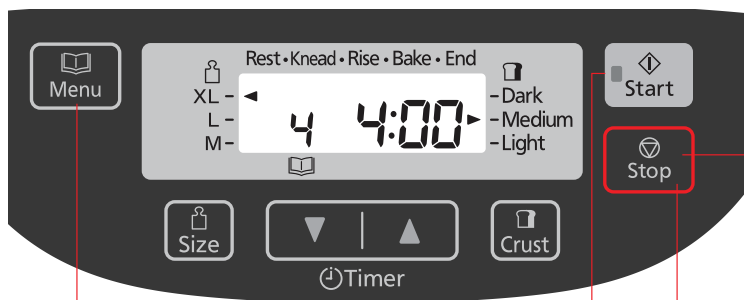 Menu
Rest • Knead • Rise • Bake • End
XL –
L –
M –
4 4:00
– Dark
– Medium
– Light
Start
Stop
Size
Timer
Crust